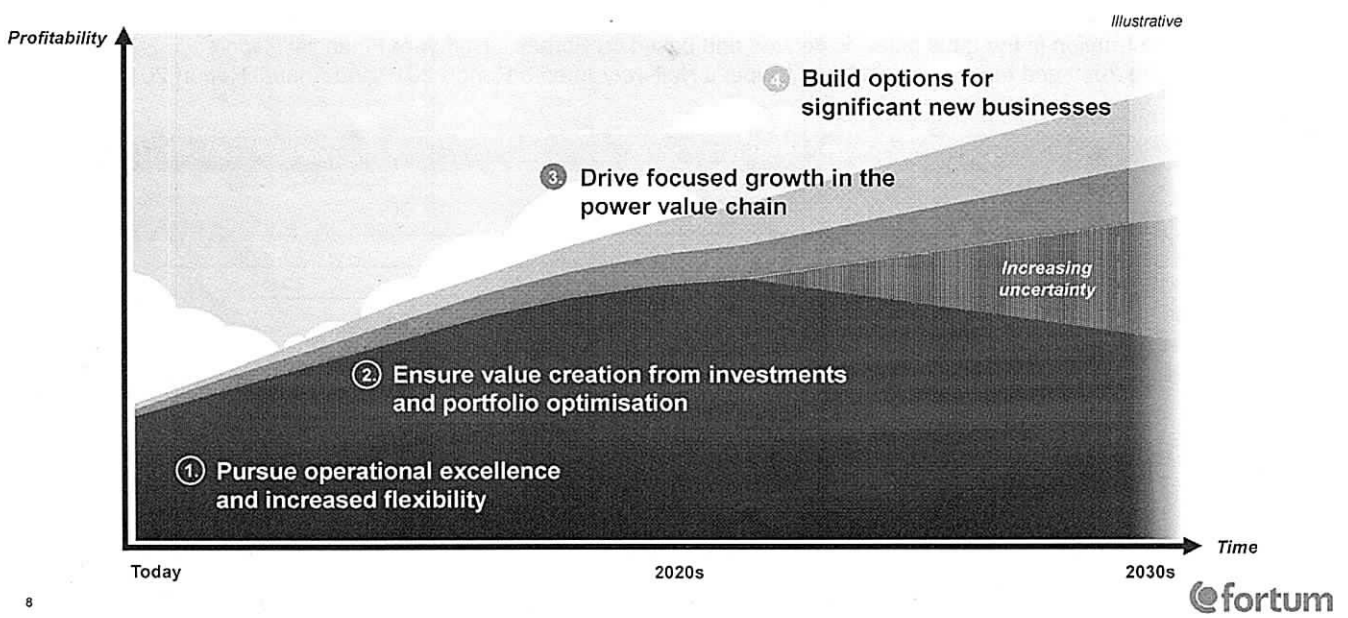 Illustrative
Profitability
4. Build options for
significant new businesses
3. Drive focused growth in the
power value chain
Increasing
uncertainty
2. Ensure value creation from investments
and portfolio optimisation
1. Pursue operational excellence
and increased flexibility
Time
Today
2020s
2030s
8
fortum